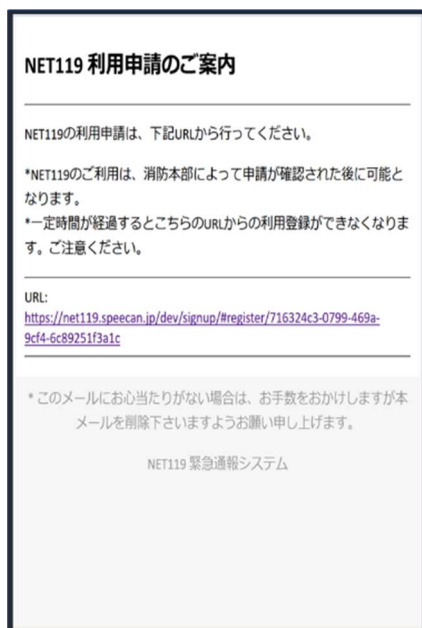 NET119 利用申請のご案内
NET119の利用申請は、下記URLから行ってください。
*NET119のご利用は、消防本部によって申請が確認された後に可能と
なります。
*一定時間が経過するとこちらのURLからの利用登録ができなくなりま
す。ご注意ください。
URL:
https://net119.speecan.jp/dev/signup/#register/716324c3-0799-469a-
9cf4-6c89251f3a1c
* このメールにお心当たりがない場合は、お手数をおかけしますが本
メールを削除下さいますようお願い申し上げます。
NET119 緊急通報システム